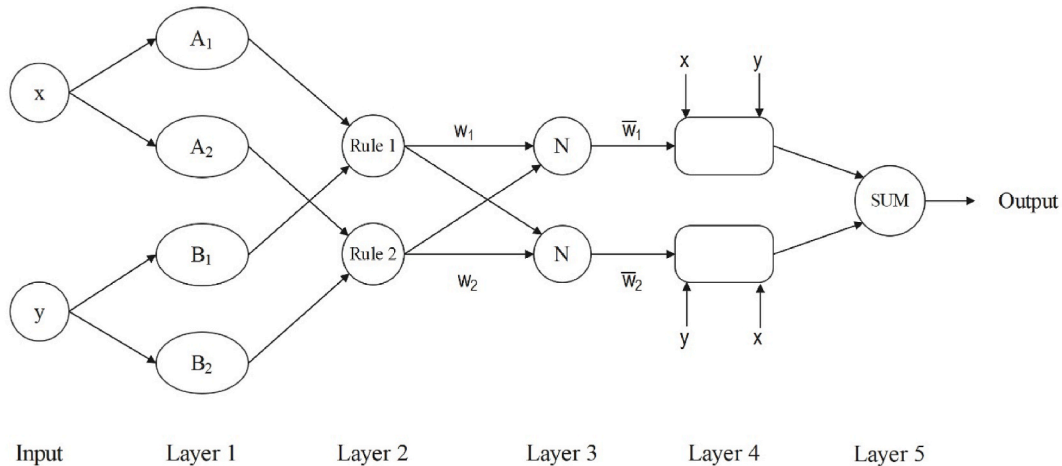 A₁
x
y
x
A₂
Rule 1
w₁
N
w̅₁
SUM
Output
B₁
Rule 2
w₂
N
w̅₂
y
B₂
y
x
Input
Layer 1
Layer 2
Layer 3
Layer 4
Layer 5